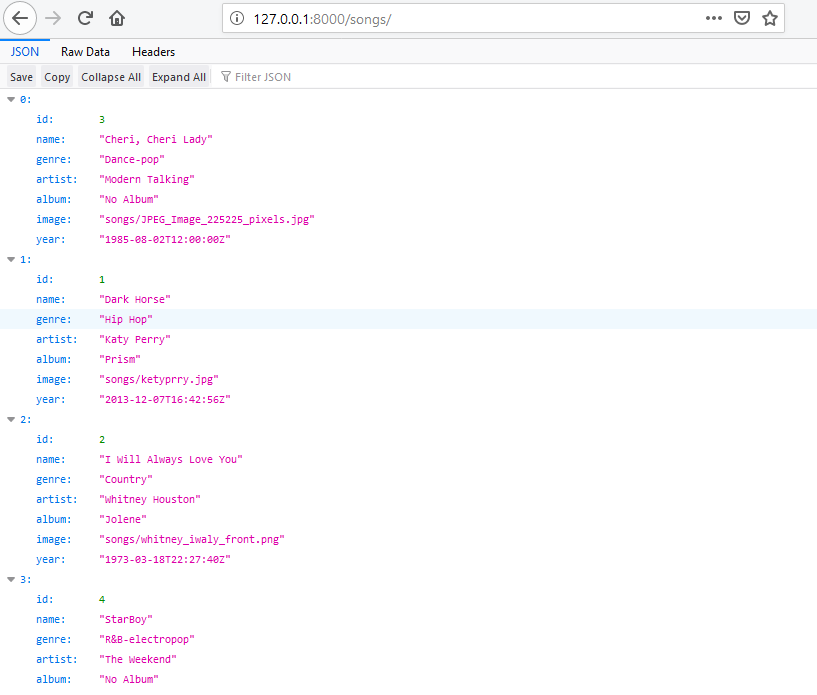 127.0.0.1:8000/songs/
JSON Raw Data Headers
Save Copy Collapse All Expand All Filter JSON
0:
id: 3
name: "Cheri, Cheri Lady"
genre: "Dance-pop"
artist: "Modern Talking"
album: "No Album"
image: "songs/JPEG_Image_225225_pixels.jpg"
year: "1985-08-02T12:00:00Z"
1:
id: 1
name: "Dark Horse"
genre: "Hip Hop"
artist: "Katy Perry"
album: "Prism"
image: "songs/ketyprry.jpg"
year: "2013-12-07T16:42:56Z"
2:
id: 2
name: "I Will Always Love You"
genre: "Country"
artist: "Whitney Houston"
album: "Jolene"
image: "songs/whitney_iwaly_front.png"
year: "1973-03-18T22:27:40Z"
3:
id: 4
name: "StarBoy"
genre: "R&B-electropop"
artist: "The Weekend"
album: "No Album"